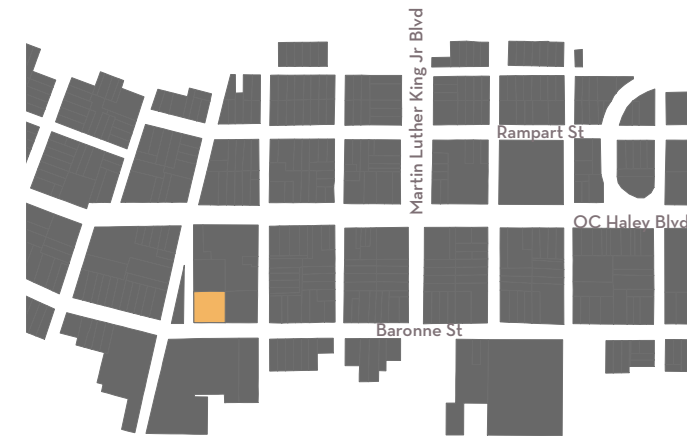 Martin Luther King Jr Blvd
Rampart St
OC Haley Blvd
Baronne St